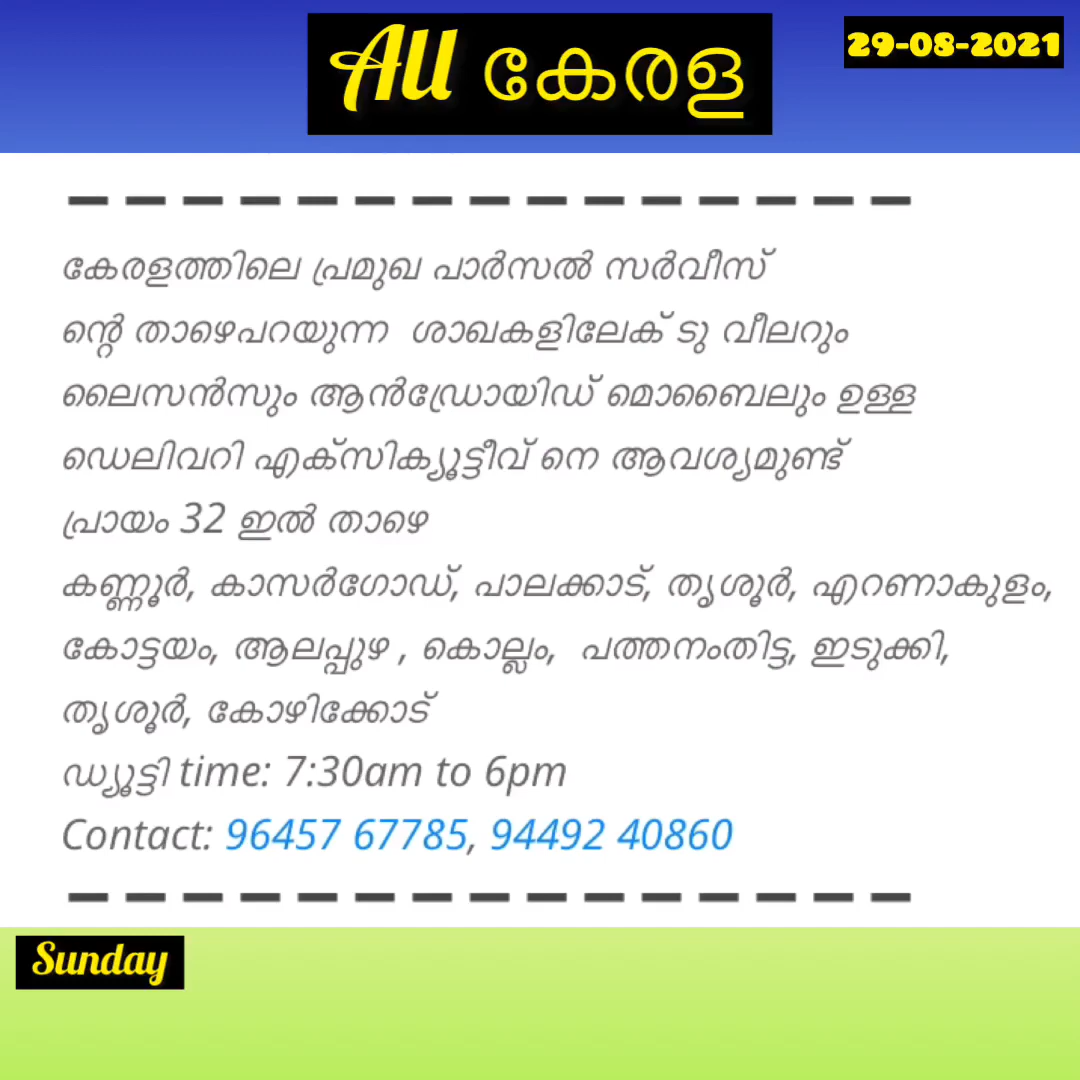 All കേരള
29-08-2021
കേരളത്തിലെ പ്രമുഖ പാർസൽ സർവീസ്
ന്റെ താഴെപറയുന്ന ശാഖകളിലേക് ടു വീലറും
ലൈസൻസും ആൻഡ്രോയിഡ് മൊബൈലും ഉള്ള
ഡെലിവറി എക്സിക്യൂട്ടീവ് നെ ആവശ്യമുണ്ട്
പ്രായം 32 ഇൽ താഴെ
കണ്ണൂർ, കാസർഗോഡ്, പാലക്കാട്, തൃശൂർ, എറണാകുളം,
കോട്ടയം, ആലപ്പുഴ , കൊല്ലം, പത്തനംതിട്ട, ഇടുക്കി,
തൃശൂർ, കോഴിക്കോട്
ഡ്യൂട്ടി time: 7:30am to 6pm
Contact: 96457 67785, 94492 40860
Sunday